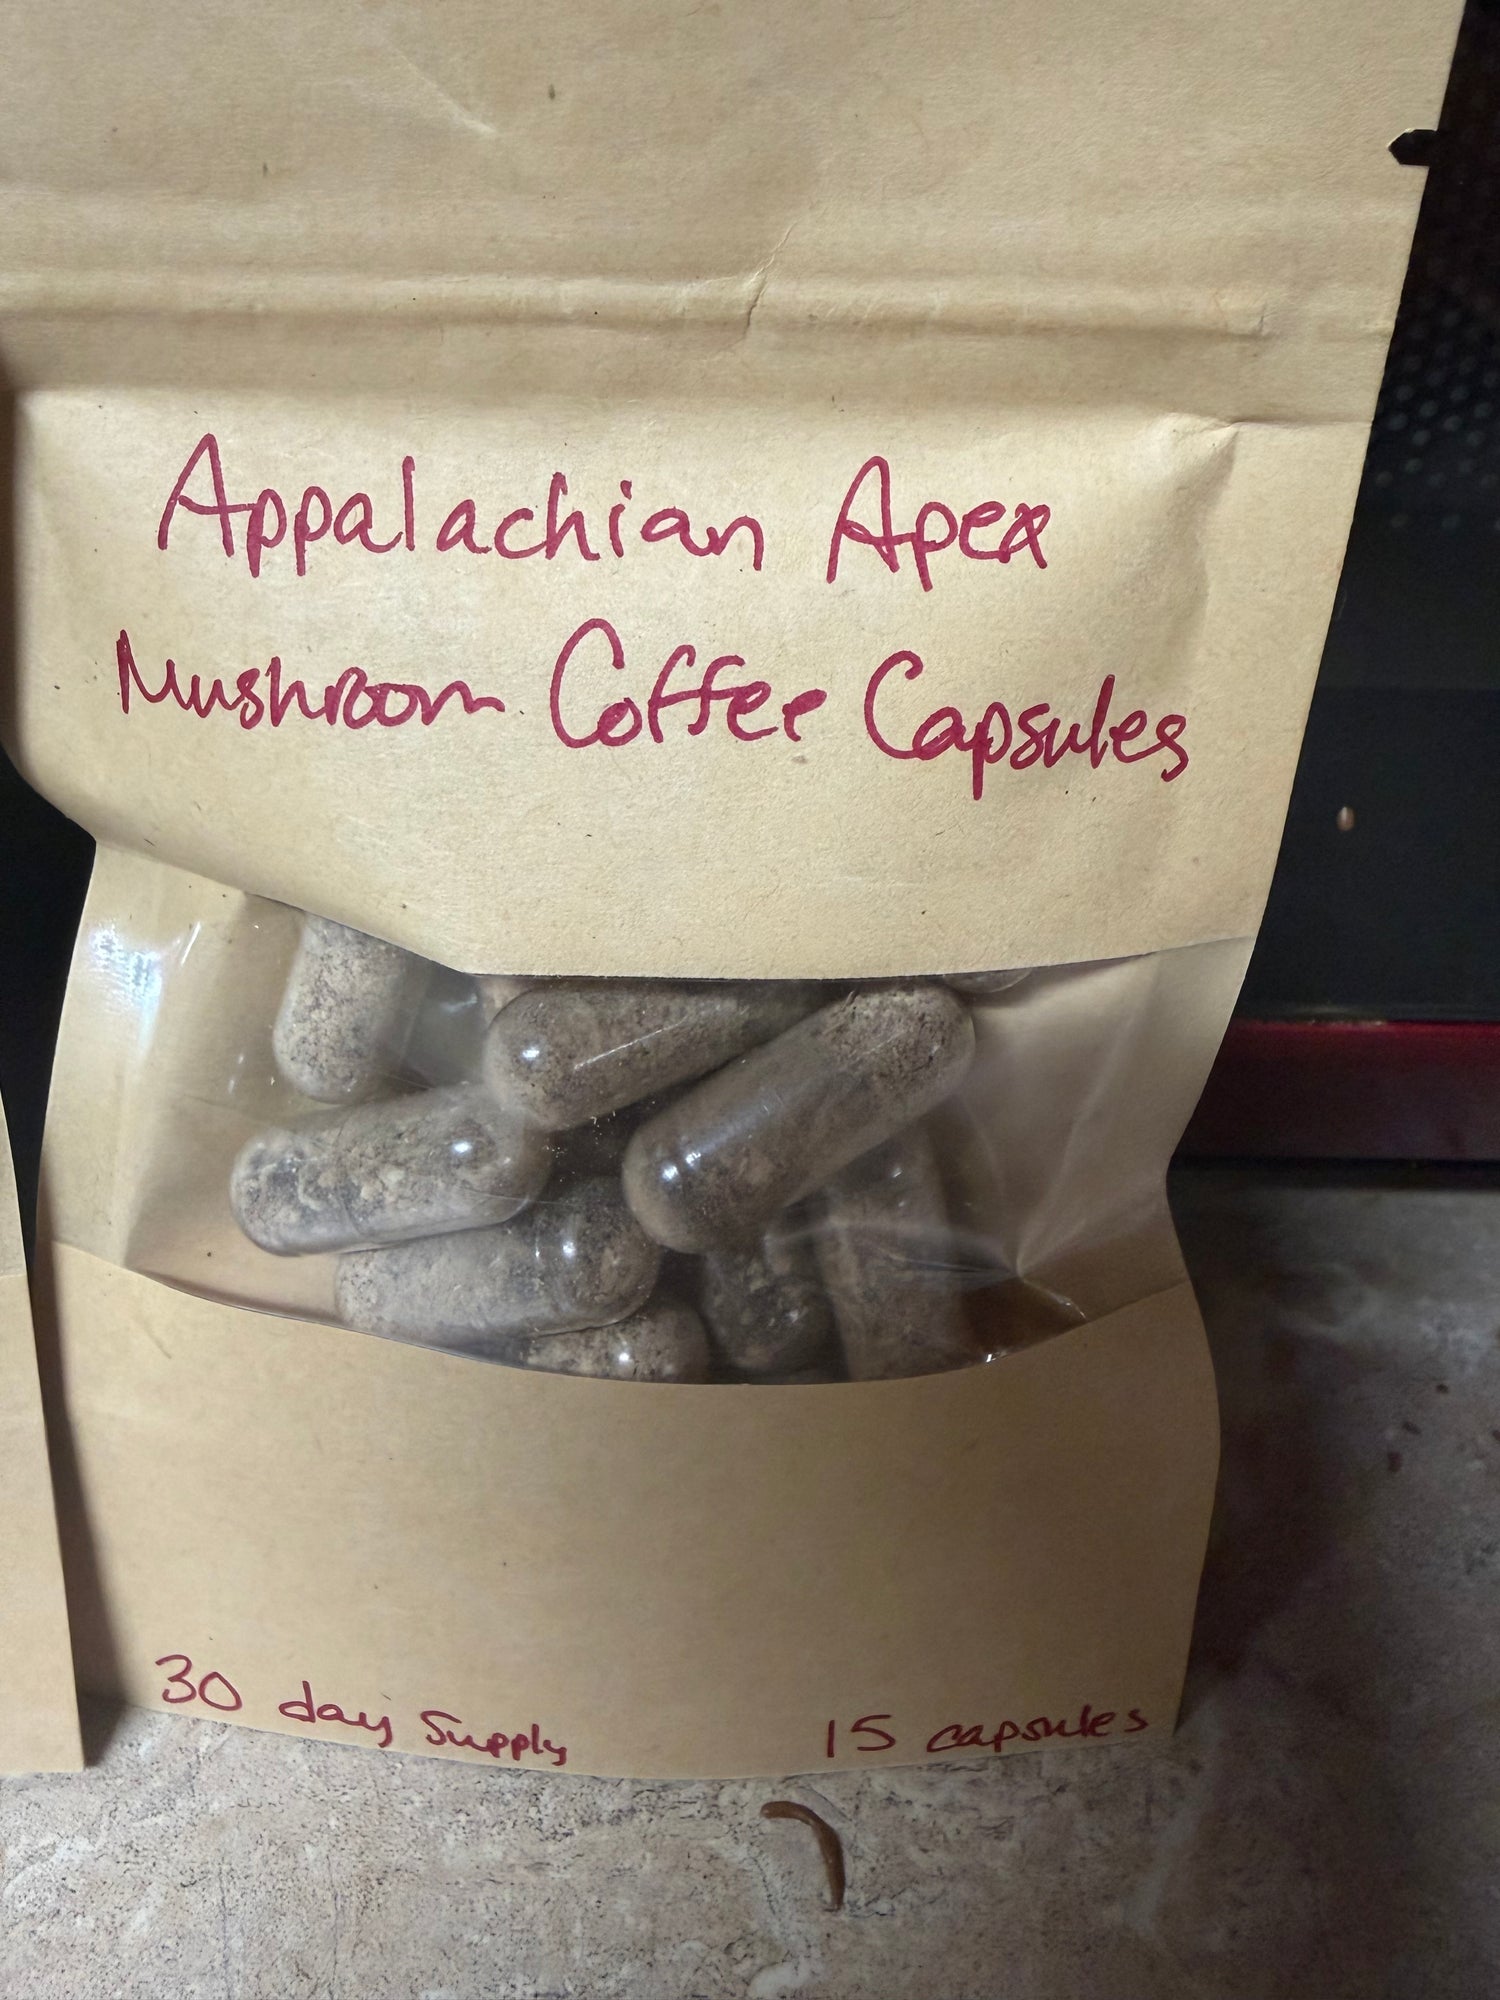 Appalachian Apex
Mushroom Coffee Capsules
30 day Supply
15 capsules